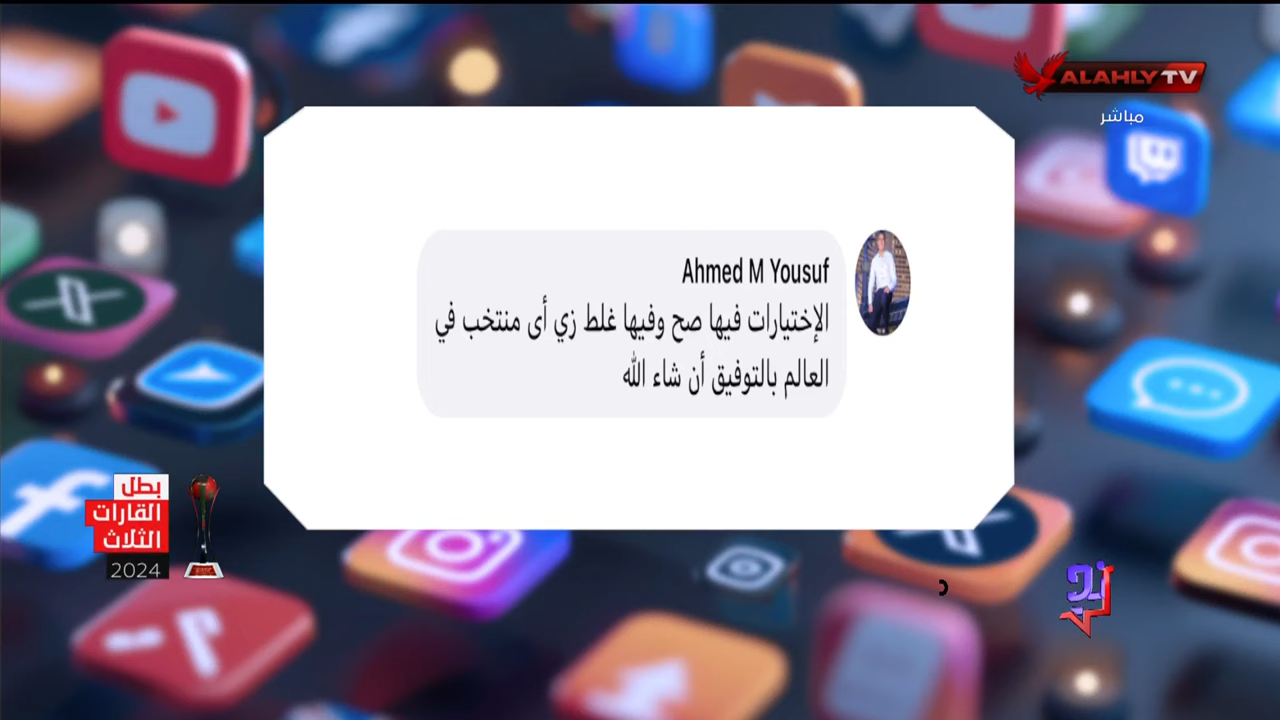 ALAHLY TV
مباشر
Ahmed M Yousuf
الإختيارات فيها صح وفيها غلط زي أى منتخب في
العالم بالتوفيق أن شاء الله
بطل
القارات
الثلاث
2024